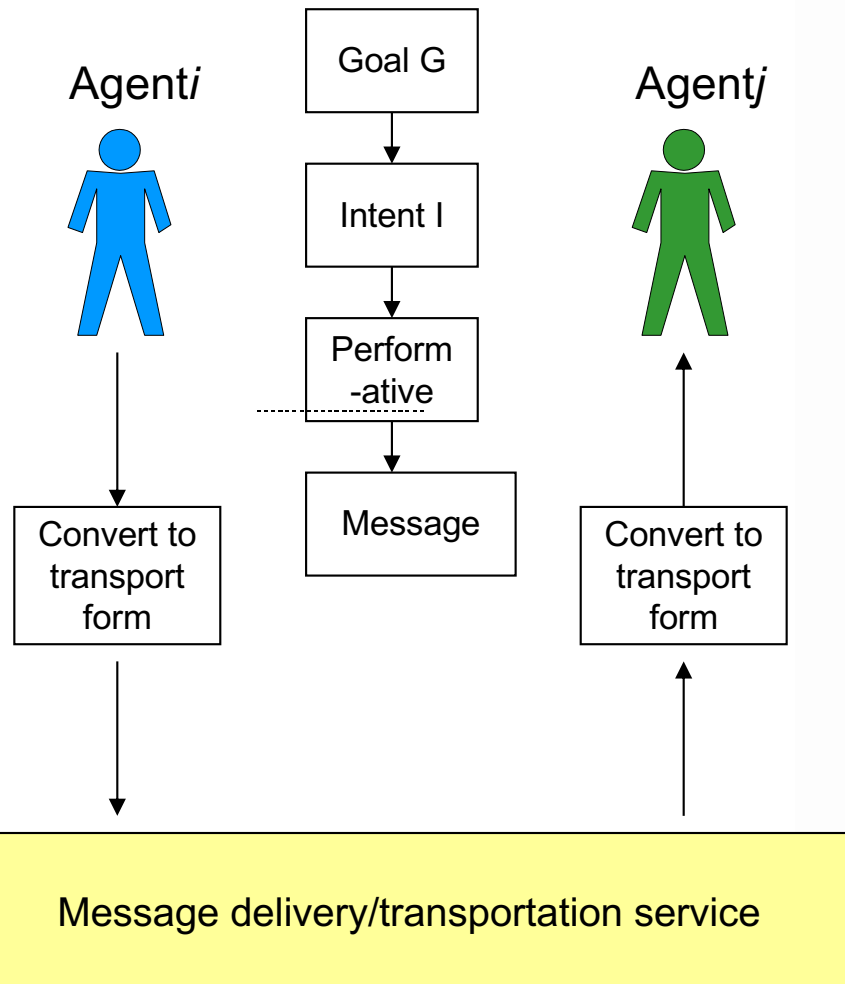 Goal G
Agenti
Agentj
Intent I
Perform
-ative
Message
Convert to
transport
form
Convert to
transport
form
Message delivery/transportation service